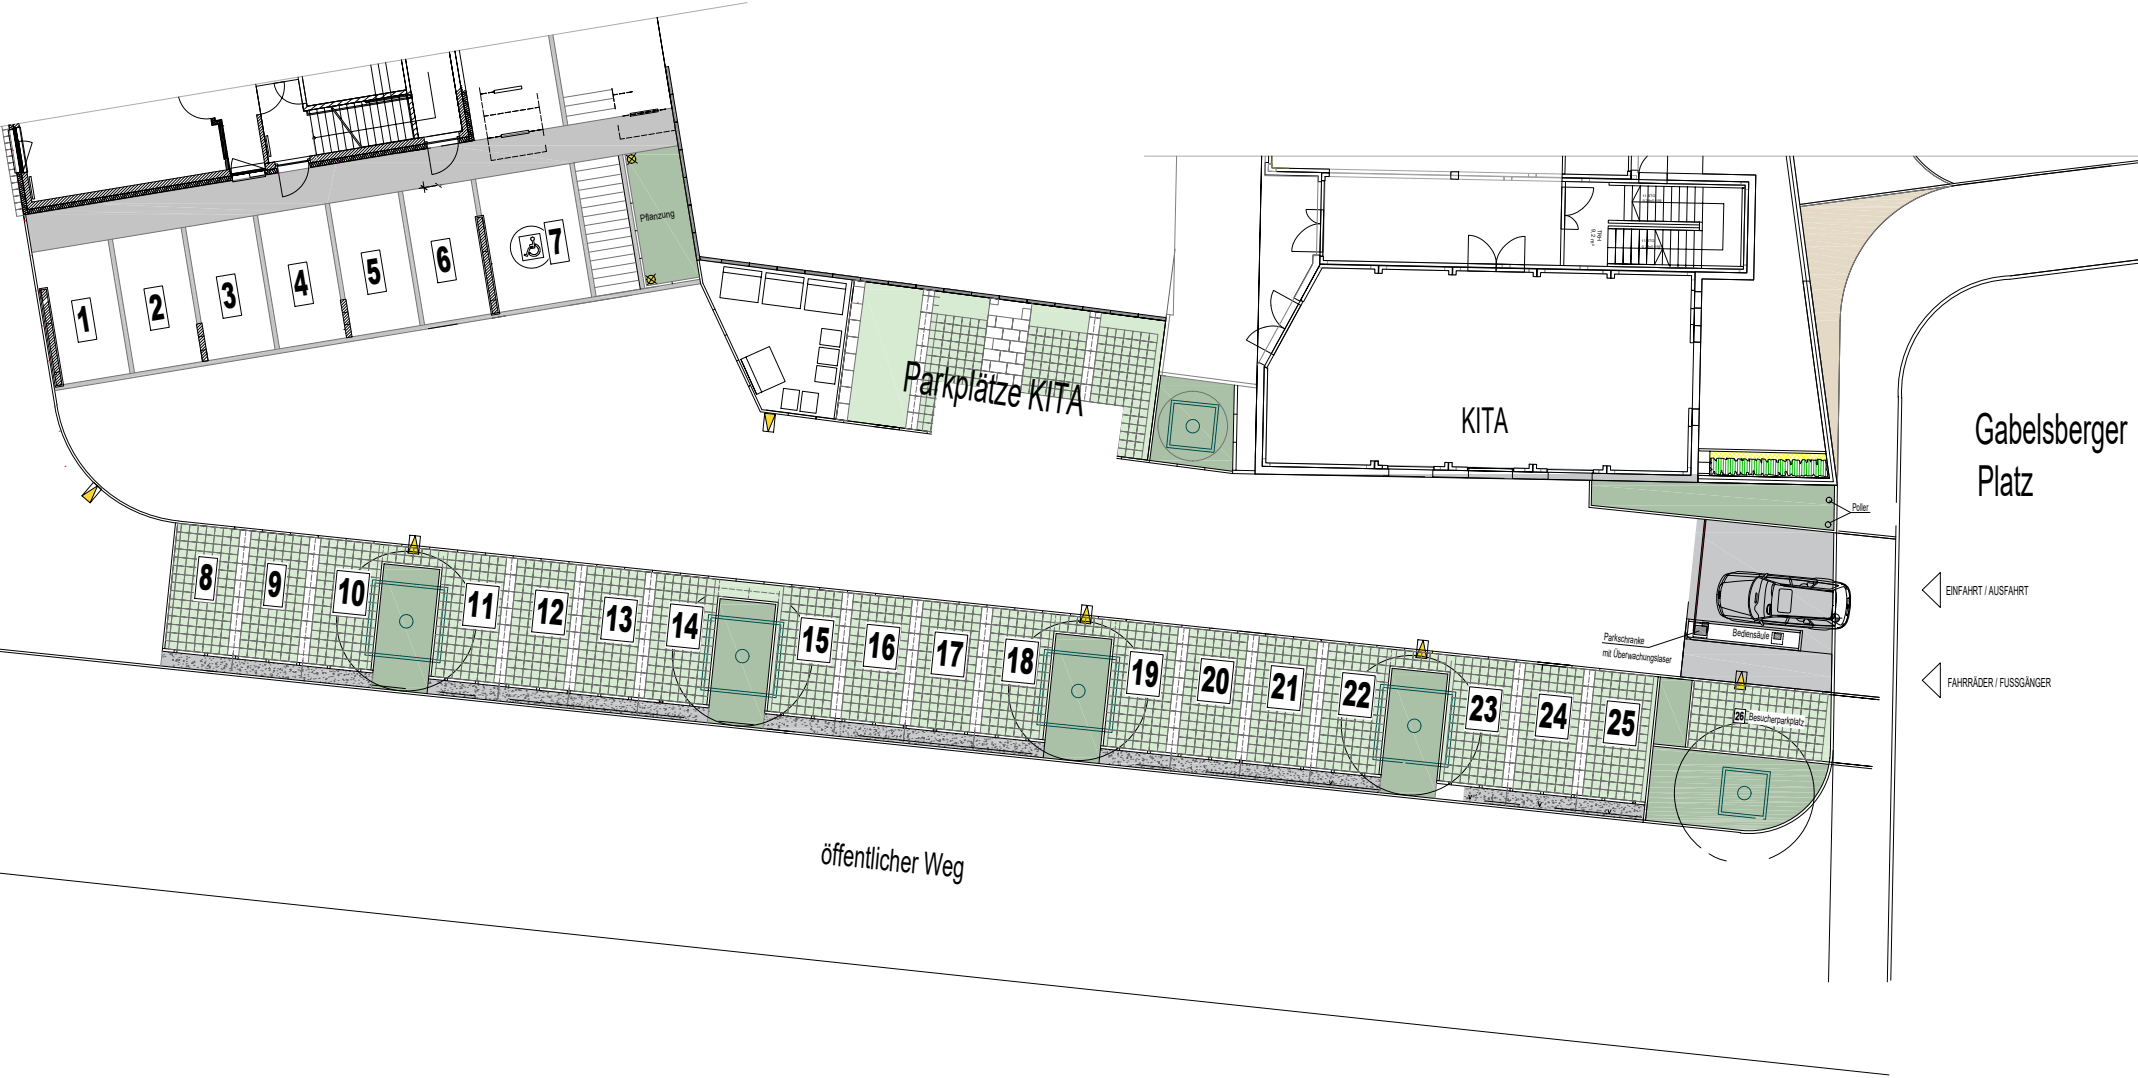 Pflanzung
1
2
3
4
5
6
7
Parkplätze KITA
KITA
Gabelsberger
Platz
Poller
EINFAHRT / AUSFAHRT
FAHRRÄDER / FUSSGÄNGER
Parkschranke
mit Überwachungslaser
Bediensäule
8
9
10
11
12
13
14
15
16
17
18
19
20
21
22
23
24
25
26 Besucherparkplatz
öffentlicher Weg